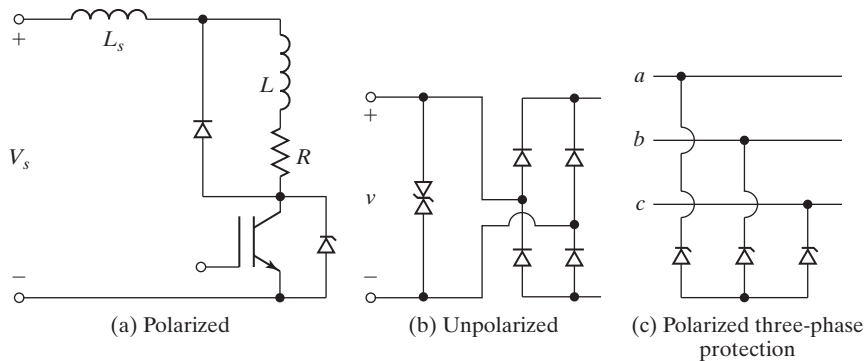 +
L_s
L
R
V_s
−
(a) Polarized
+
v
−
(b) Unpolarized
a
b
c
(c) Polarized three-phase
protection